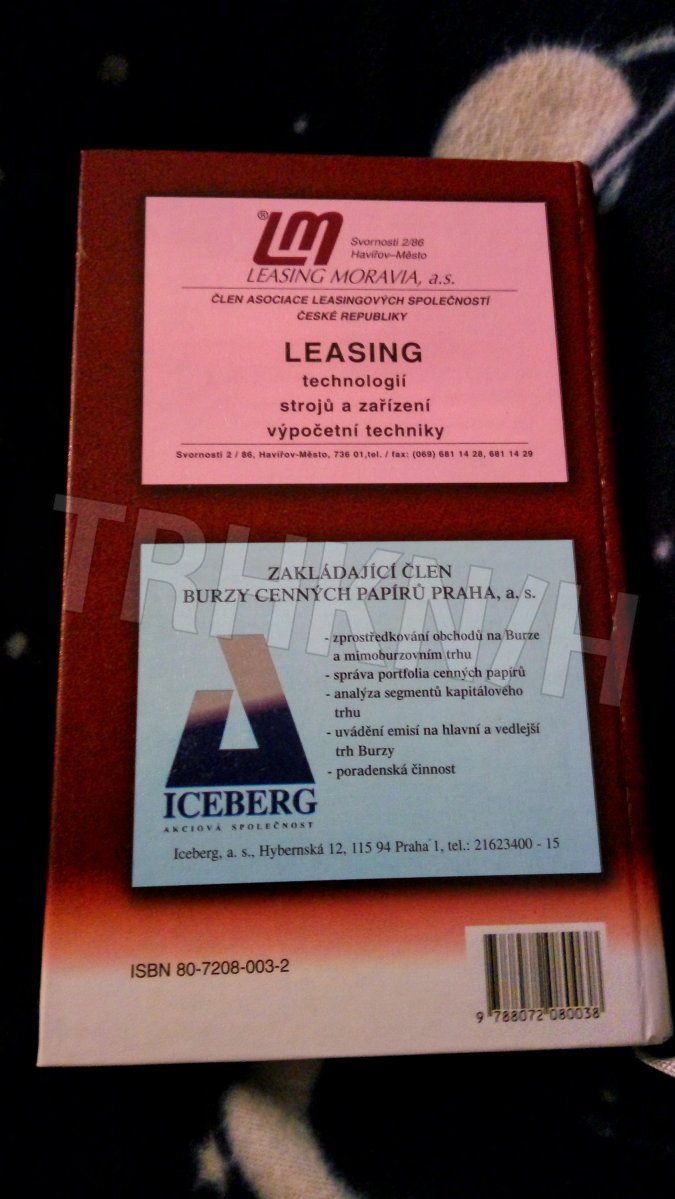 ® LM
Svornosti 2/86
Havířov–Město
LEASING MORAVIA, a.s.
ČLEN ASOCIACE LEASINGOVÝCH SPOLEČNOSTÍ
ČESKÉ REPUBLIKY
LEASING
technologií
strojů a zařízení
výpočetní techniky
Svornosti 2 / 86, Havířov-Město, 736 01,tel. / fax: (069) 681 14 28, 681 14 29
TRHKNIH
ZAKLÁDAJÍCÍ ČLEN
BURZY CENNÝCH PAPÍRŮ PRAHA, a. s.
- zprostředkování obchodů na Burze
a mimoburzovním trhu
- správa portfolia cenných papírů
- analýza segmentů kapitálového
trhu
- uvádění emisí na hlavní a vedlejší
trh Burzy
- poradenská činnost
ICEBERG
AKCIOVÁ SPOLEČNOST
Iceberg, a. s., Hybernská 12, 115 94 Praha 1, tel.: 21623400 - 15
ISBN 80-7208-003-2
9 788072 080038